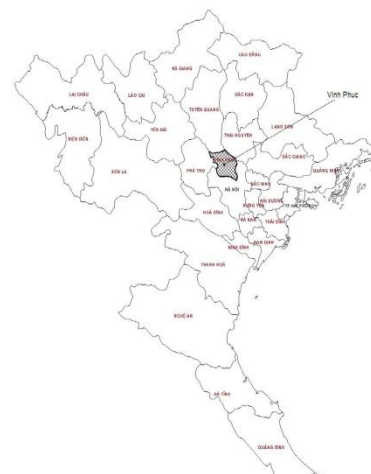 CAO BẰNG
HÀ GIANG
LAI CHÂU
LÀO CAI
BẮC KẠN
Vinh Phuc
TUYÊN QUANG
LẠNG SƠN
YÊN BÁI
THÁI NGUYÊN
ĐIỆN BIÊN
BẮC GIANG
PHÚ THỌ
QUẢNG NINH
SƠN LA
BẮC NINH
HÀ NỘI
HẢI DƯƠNG
HƯNG YÊN
HOÀ BÌNH
HÀ NAM
THÁI BÌNH
NAM ĐỊNH
NINH BÌNH
THANH HOÁ
NGHỆ AN
HÀ TĨNH
QUẢNG BÌNH